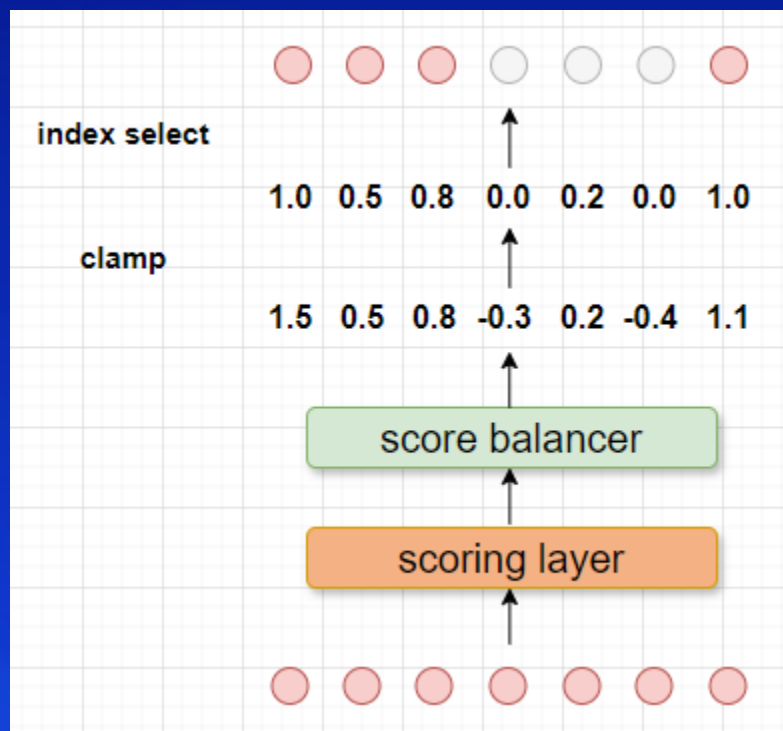 index select
1.0 0.5 0.8 0.0 0.2 0.0 1.0
clamp
1.5 0.5 0.8 -0.3 0.2 -0.4 1.1
score balancer
scoring layer